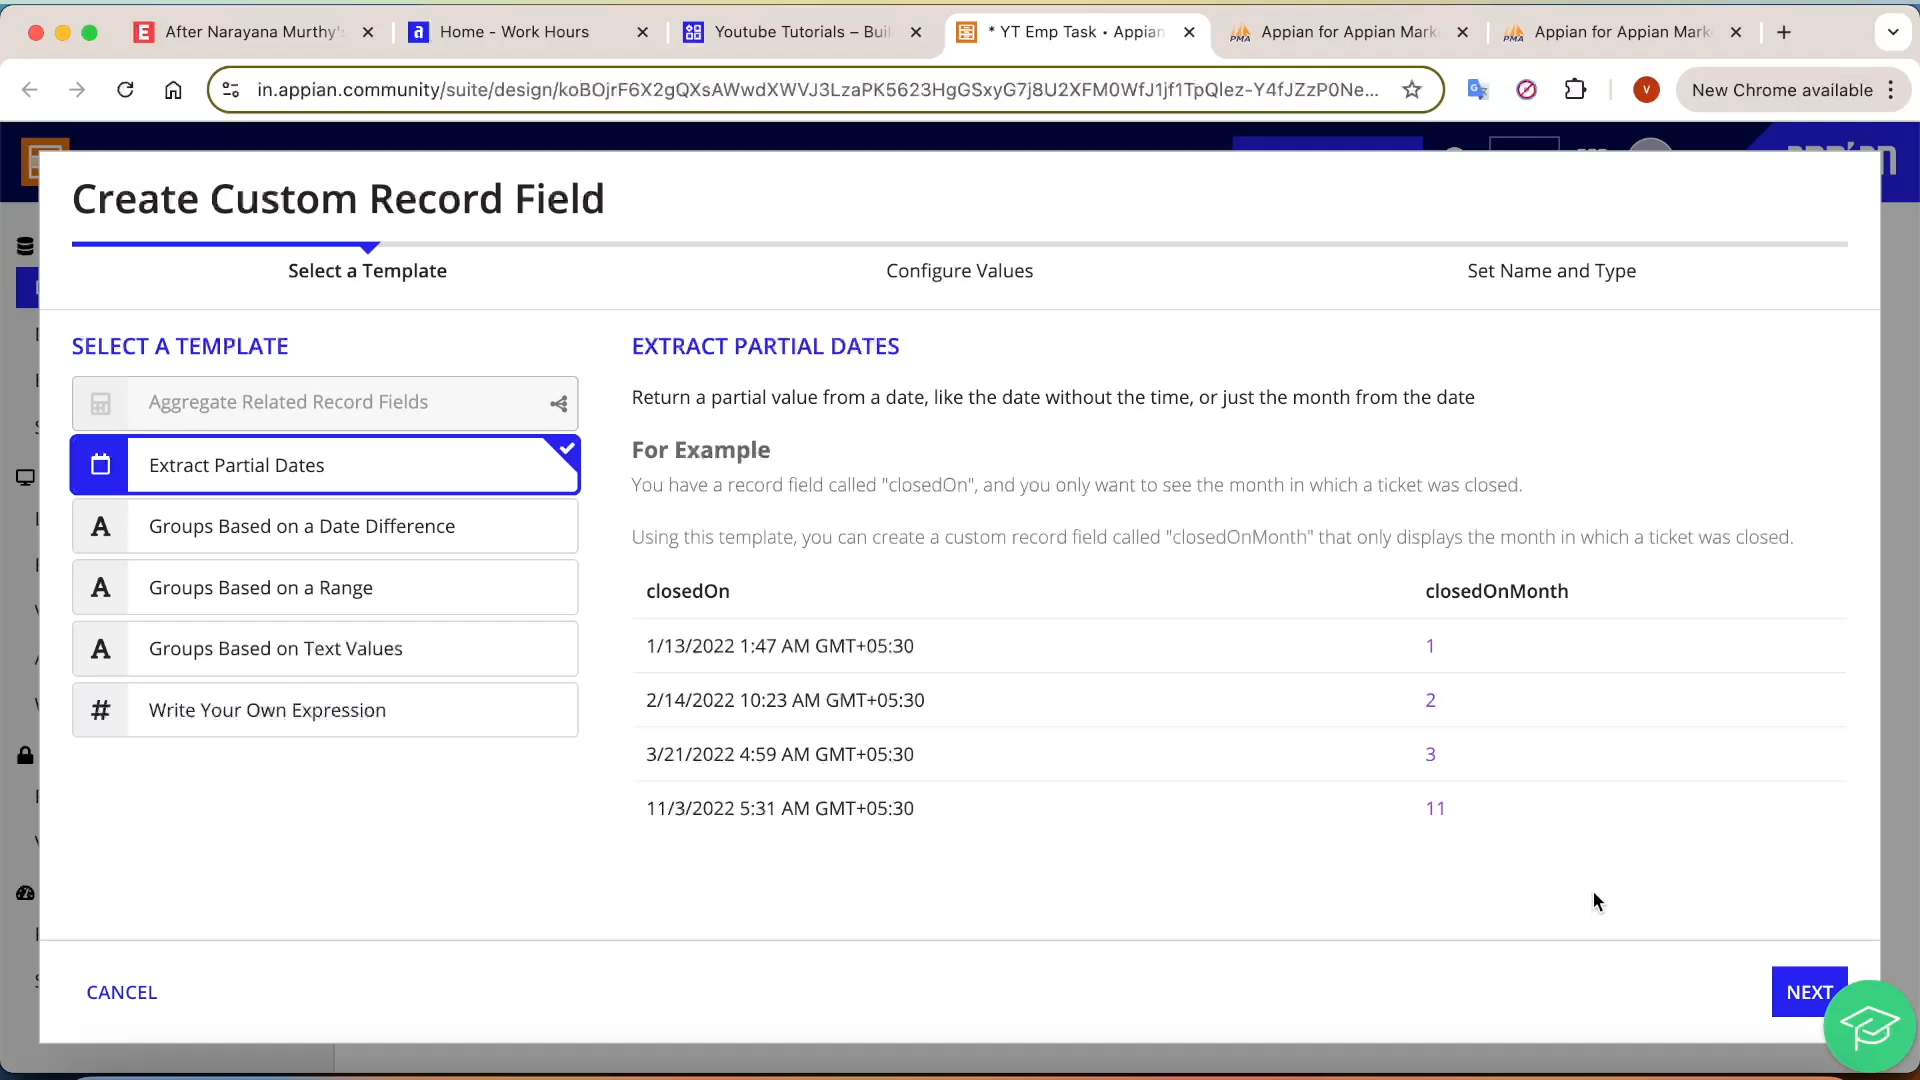 After Narayana Murthy's
Home - Work Hours
Youtube Tutorials – Buil
* YT Emp Task • Appian
Appian for Appian Mark
Appian for Appian Mark
in.appian.community/suite/design/koBOjrF6X2gQXsAWwdXWVJ3LzaPK5623HgGSxyG7j8U2XFM0WfJ1jf1TpQlez-Y4fJZzP0Ne...
V
New Chrome available
Create Custom Record Field
Select a Template
Configure Values
Set Name and Type
SELECT A TEMPLATE
Aggregate Related Record Fields
Extract Partial Dates
A Groups Based on a Date Difference
A Groups Based on a Range
A Groups Based on Text Values
# Write Your Own Expression
EXTRACT PARTIAL DATES
Return a partial value from a date, like the date without the time, or just the month from the date
For Example
You have a record field called "closedOn", and you only want to see the month in which a ticket was closed.
Using this template, you can create a custom record field called "closedOnMonth" that only displays the month in which a ticket was closed.
closedOn closedOnMonth
1/13/2022 1:47 AM GMT+05:30 1
2/14/2022 10:23 AM GMT+05:30 2
3/21/2022 4:59 AM GMT+05:30 3
11/3/2022 5:31 AM GMT+05:30 11
CANCEL
NEXT